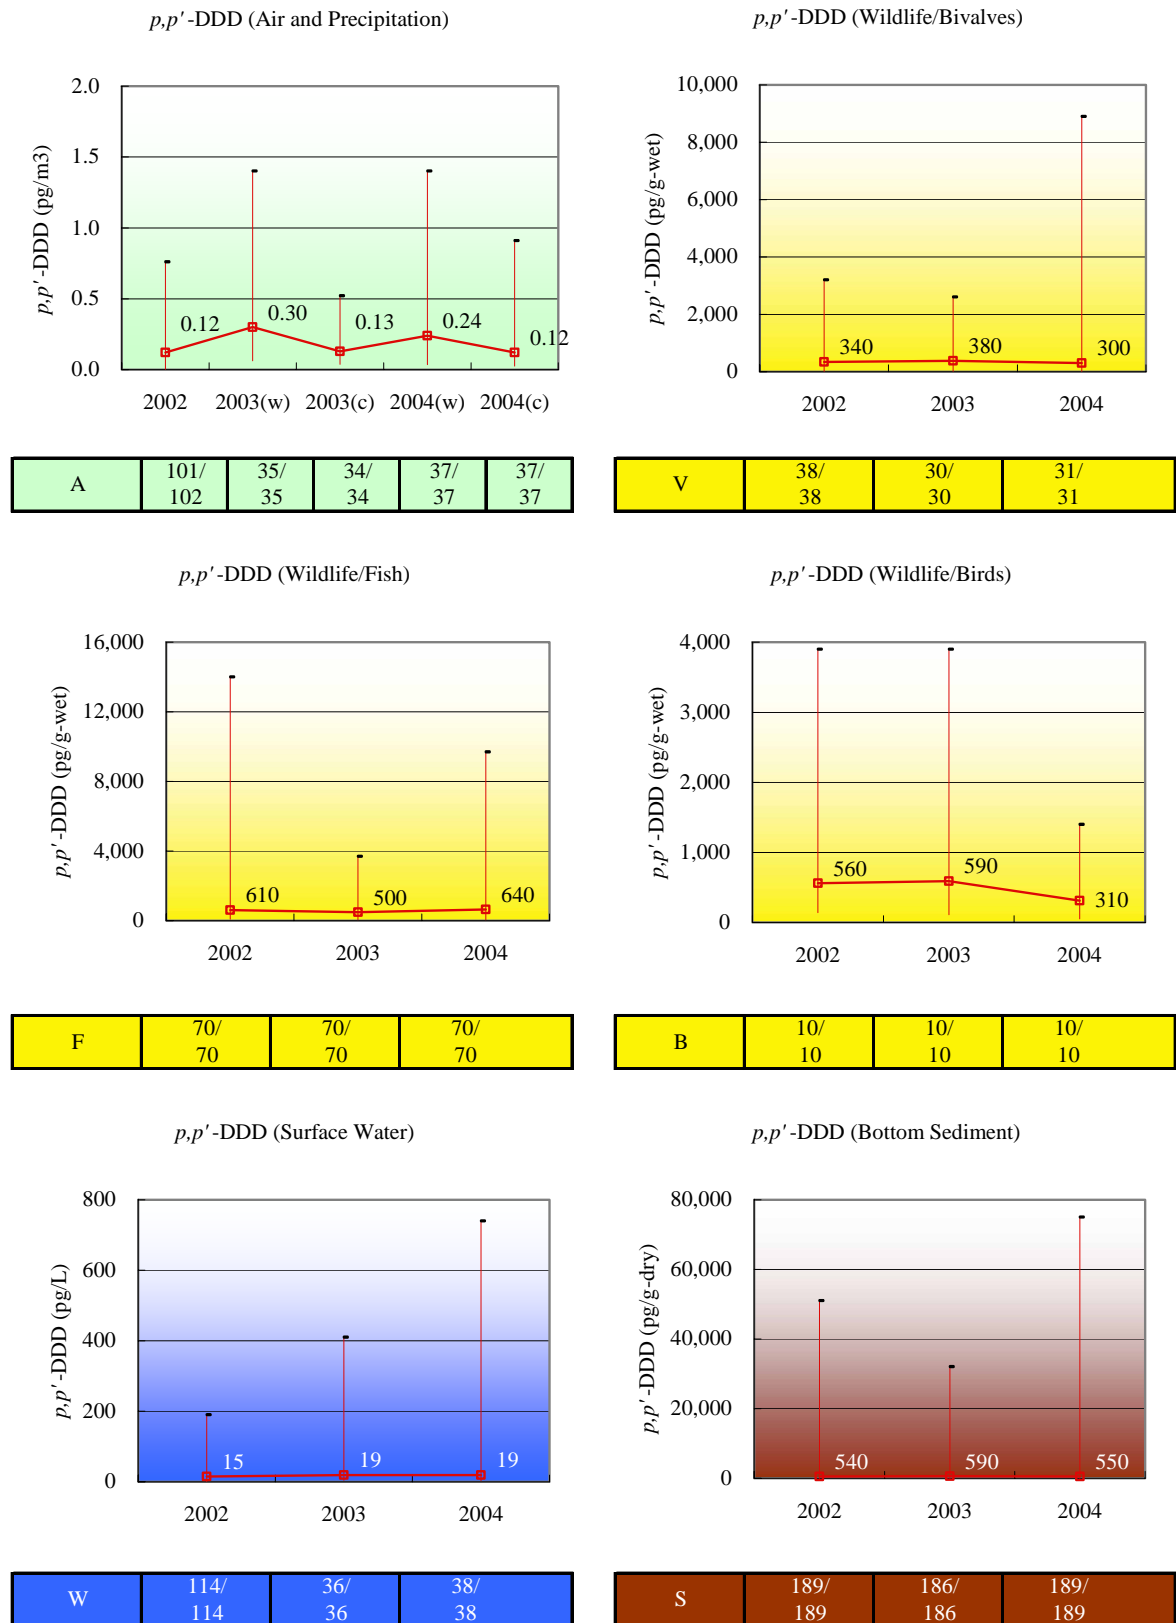 p,p'-DDD (Air and Precipitation)
p,p'-DDD (pg/m3)
2.0
1.5
1.0
0.5
0.0
0.12
0.30
0.13
0.24
0.12
2002 2003(w) 2003(c) 2004(w) 2004(c)
A 101/ 35/ 34/ 37/ 37/
102 35 34 37 37
p,p'-DDD (Wildlife/Bivalves)
p,p'-DDD (pg/g-wet)
10,000
8,000
6,000
4,000
2,000
0
340
380
300
2002 2003 2004
V 38/ 30/ 31/
38 30 31
p,p'-DDD (Wildlife/Fish)
p,p'-DDD (pg/g-wet)
16,000
12,000
8,000
4,000
0
610
500
640
2002 2003 2004
F 70/ 70/ 70/
70 70 70
p,p'-DDD (Wildlife/Birds)
p,p'-DDD (pg/g-wet)
4,000
3,000
2,000
1,000
0
560
590
310
2002 2003 2004
B 10/ 10/ 10/
10 10 10
p,p'-DDD (Surface Water)
p,p'-DDD (pg/L)
800
600
400
200
0
15
19
19
2002 2003 2004
W 114/ 36/ 38/
114 36 38
p,p'-DDD (Bottom Sediment)
p,p'-DDD (pg/g-dry)
80,000
60,000
40,000
20,000
0
540
590
550
2002 2003 2004
S 189/ 186/ 189/
189 186 189